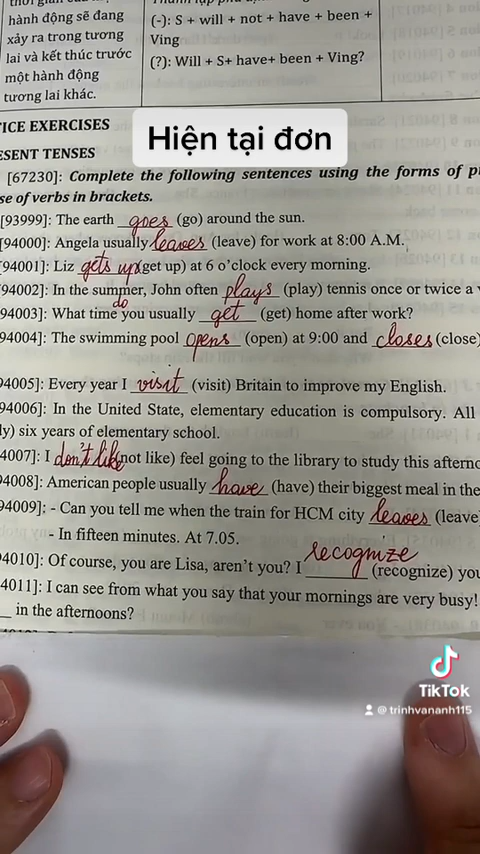 thời gian
hành động sẽ đang
xảy ra trong tương
lai và kết thúc trước
một hành động
tương lai khác.
(-): S + will + not + have + been +
Ving
(?): Will + S+ have+ been + Ving?
Hiện tại đơn
ICE EXERCISES
ESENT TENSES
[67230]: Complete the following sentences using the forms of
se of verbs in brackets.
[93999]: The earth goes (go) around the sun.
[94000]: Angela usually leaves (leave) for work at 8:00 A.M.
94001]: Liz gets up (get up) at 6 o'clock every morning.
94002]: In the summer, John often plays (play) tennis once or twice a
do
94003]: What time you usually get (get) home after work?
94004]: The swimming pool opens (open) at 9:00 and closes (close)
94005]: Every year I visit (visit) Britain to improve my English.
94006]: In the United State, elementary education is compulsory. All
ly) six years of elementary school.
4007]: I don't like (not like) feel going to the library to study this afterno
94008]: American people usually have (have) their biggest meal in the
94009]: - Can you tell me when the train for HCM city leaves (leave
- In fifteen minutes. At 7.05.
recognize
94010]: Of course, you are Lisa, aren't you? I ______ (recognize) you
94011]: I can see from what you say that your mornings are very busy!
__ in the afternoons?
TikTok
@ trinhvananh115